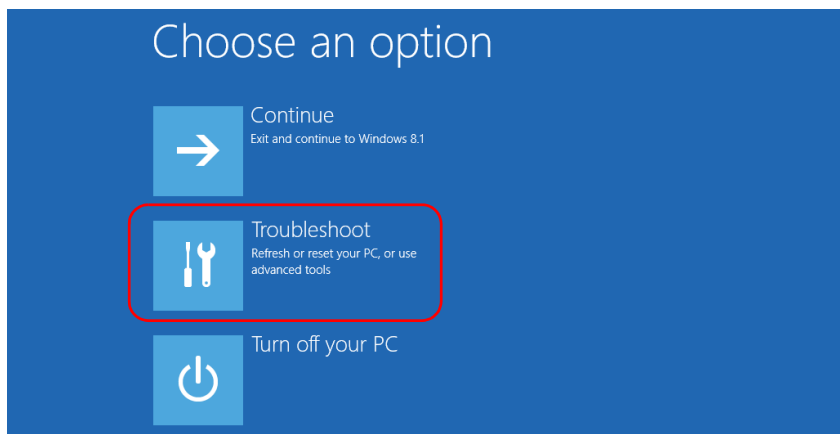 Choose an option
Continue
Exit and continue to Windows 8.1
Troubleshoot
Refresh or reset your PC, or use
advanced tools
Turn off your PC